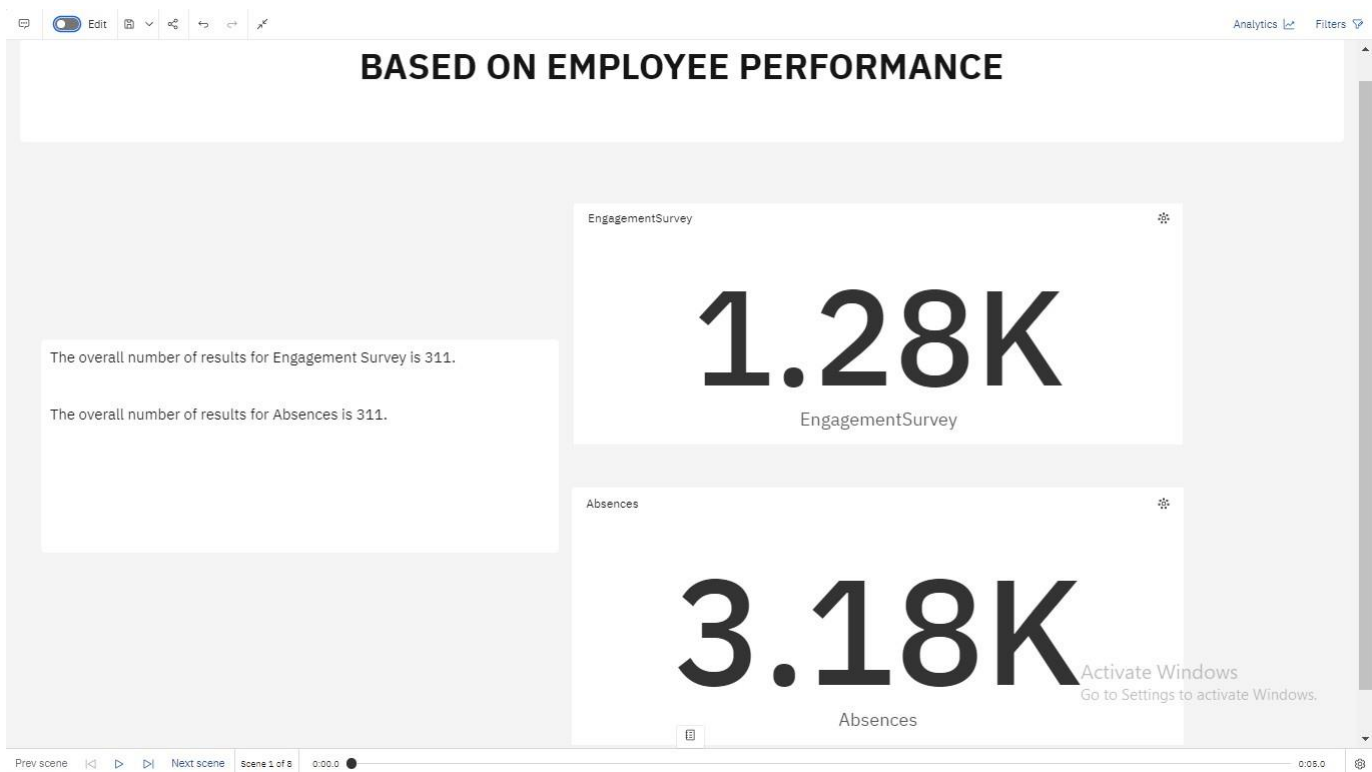 Edit
Analytics
Filters
BASED ON EMPLOYEE PERFORMANCE
EngagementSurvey
1.28K
EngagementSurvey
The overall number of results for Engagement Survey is 311.
The overall number of results for Absences is 311.
Absences
3.18K
Absences
Activate Windows
Go to Settings to activate Windows.
Prev scene
Next scene
Scene 1 of 8
0:00.0
0:05.0